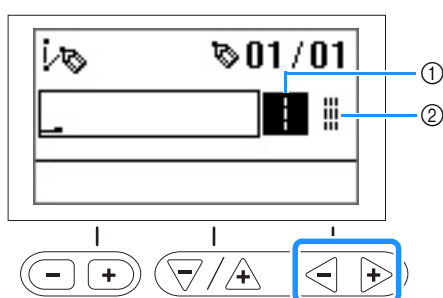 01/01
①
②
- + - + - +